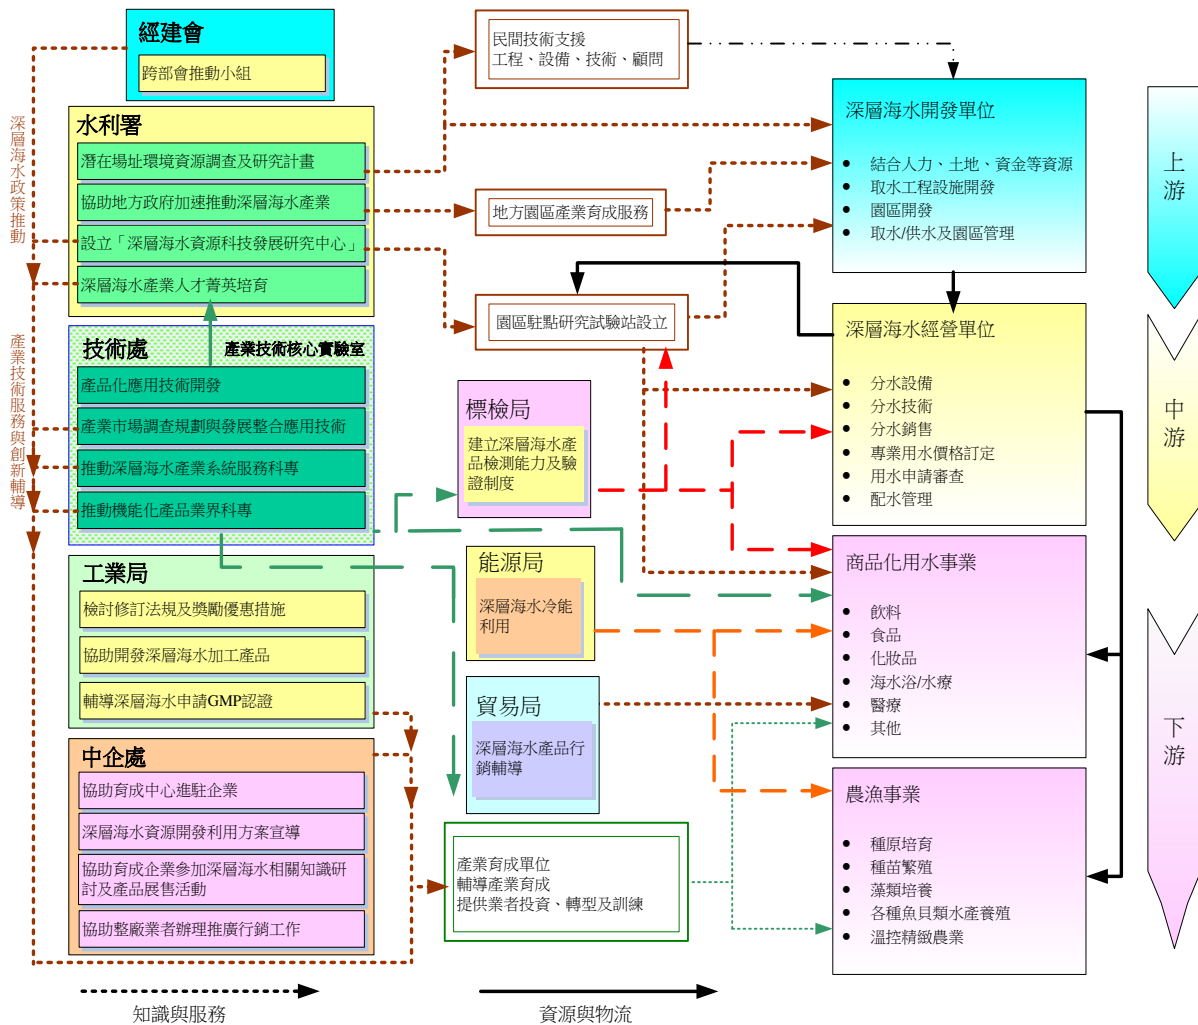 經建會
跨部會推動小組
水利署
潛在場址環境資源調查及研究計畫
協助地方政府加速推動深層海水產業
設立「深層海水資源科技發展研究中心」
深層海水產業人才菁英培育
深層海水政策推動
技術處
產業技術核心實驗室
產品化應用技術開發
產業市場調查規劃與發展整合應用技術
推動深層海水產業系統服務科專
推動機能化產品業界科專
產業技術服務與創新輔導
工業局
檢討修訂法規及獎勵優惠措施
協助開發深層海水加工產品
輔導深層海水申請GMP認證
中企處
協助育成中心進駐企業
深層海水資源開發利用方案宣導
協助育成企業參加深層海水相關知識研
討及產品展售活動
協助整廠業者辦理推廣行銷工作
民間技術支援
工程、設備、技術、顧問
地方園區產業育成服務
園區駐點研究試驗站設立
標檢局
建立深層海水產
品檢測能力及驗
證制度
能源局
深層海水冷能
利用
貿易局
深層海水產品行
銷輔導
產業育成單位
輔導產業育成
提供業者投資、轉型及訓練
深層海水開發單位
• 結合人力、土地、資金等資源
• 取水工程設施開發
• 園區開發
• 取水/供水及園區管理
深層海水經營單位
• 分水設備
• 分水技術
• 分水銷售
• 專業用水價格訂定
• 用水申請審查
• 配水管理
商品化用水事業
• 飲料
• 食品
• 化妝品
• 海水浴/水療
• 醫療
• 其他
農漁事業
• 種原培育
• 種苗繁殖
• 藻類培養
• 各種魚貝類水產養殖
• 溫控精緻農業
上游
中游
下游
知識與服務
資源與物流